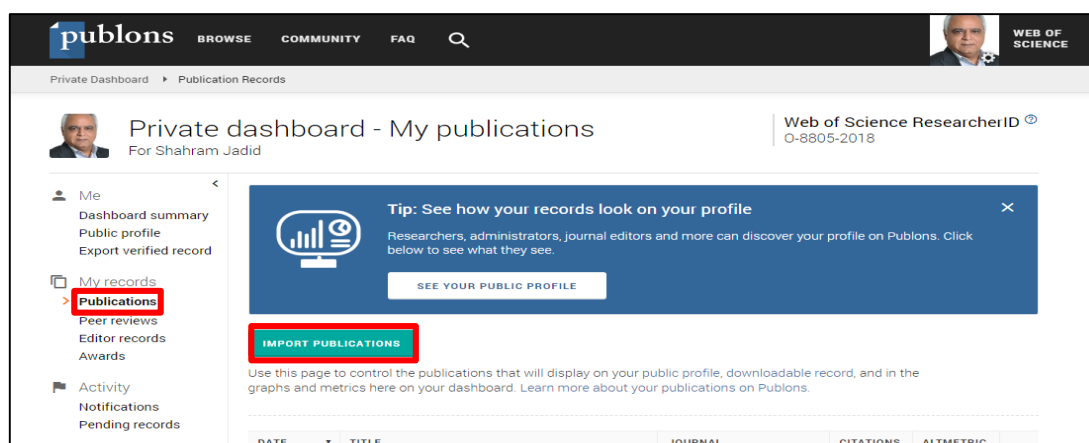 publons BROWSE COMMUNITY FAQ
WEB OF
SCIENCE
Private Dashboard Publication Records
Private dashboard - My publications
For Shahram Jadid
Web of Science ResearcherID ?
O-8805-2018
<
Me
Dashboard summary
Public profile
Export verified record
My records
> Publications
Peer reviews
Editor records
Awards
Activity
Notifications
Pending records
Tip: See how your records look on your profile
Researchers, administrators, journal editors and more can discover your profile on Publons. Click
below to see what they see.
SEE YOUR PUBLIC PROFILE
IMPORT PUBLICATIONS
Use this page to control the publications that will display on your public profile, downloadable record, and in the
graphs and metrics here on your dashboard. Learn more about your publications on Publons.
DATE TITLE JOURNAL CITATIONS ALTMETRIC